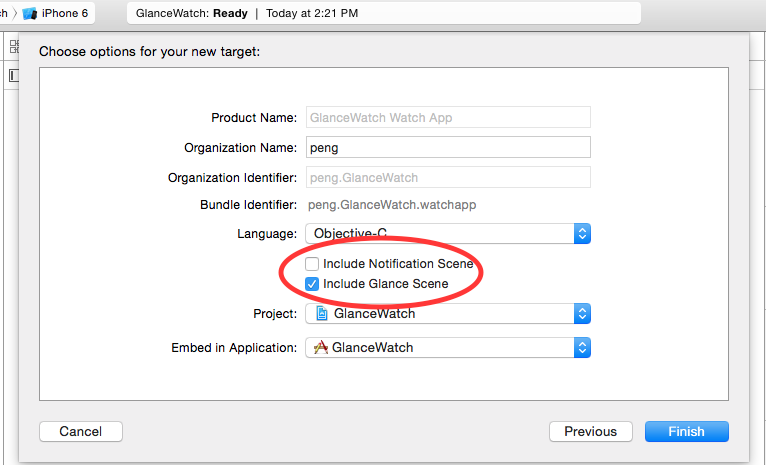 ch > iPhone 6 GlanceWatch: Ready | Today at 2:21 PM
Choose options for your new target:
Product Name: GlanceWatch Watch App
Organization Name: peng
Organization Identifier: peng.GlanceWatch
Bundle Identifier: peng.GlanceWatch.watchapp
Language: Objective-C
Include Notification Scene
Include Glance Scene
Project: GlanceWatch
Embed in Application: GlanceWatch
Cancel Previous Finish